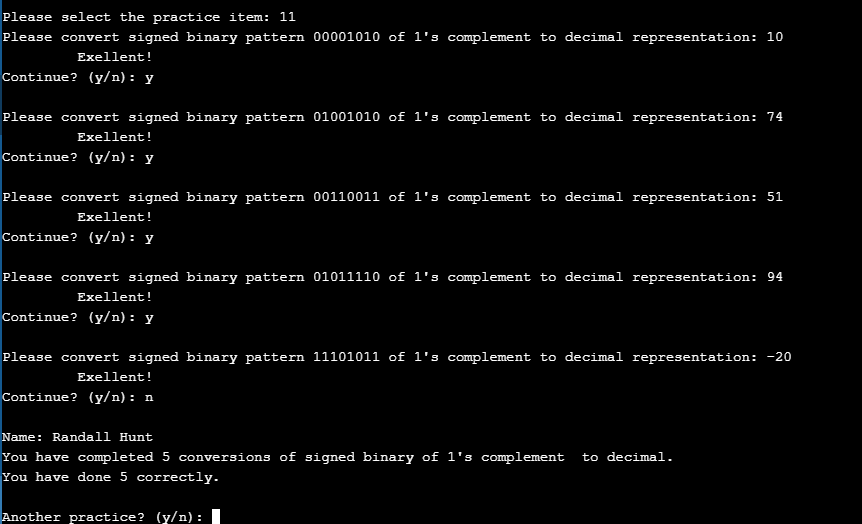 Please select the practice item: 11
Please convert signed binary pattern 00001010 of 1's complement to decimal representation: 10
Exellent!
Continue? (y/n): y
Please convert signed binary pattern 01001010 of 1's complement to decimal representation: 74
Exellent!
Continue? (y/n): y
Please convert signed binary pattern 00110011 of 1's complement to decimal representation: 51
Exellent!
Continue? (y/n): y
Please convert signed binary pattern 01011110 of 1's complement to decimal representation: 94
Exellent!
Continue? (y/n): y
Please convert signed binary pattern 11101011 of 1's complement to decimal representation: -20
Exellent!
Continue? (y/n): n
Name: Randall Hunt
You have completed 5 conversions of signed binary of 1's complement  to decimal.
You have done 5 correctly.
Another practice? (y/n):